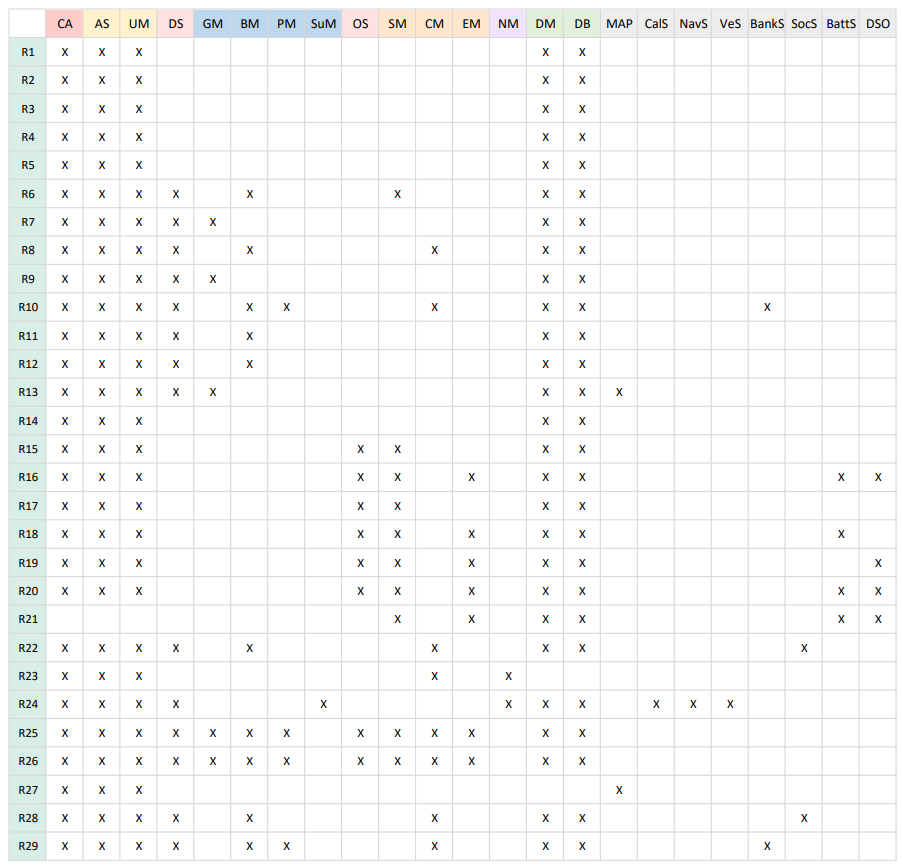 CA AS UM DS GM BM PM SuM OS SM CM EM NM DM DB MAP CalS NavS VeS BankS SocS BattS DSO
R1 X X X X X
R2 X X X X X
R3 X X X X X
R4 X X X X X
R5 X X X X X
R6 X X X X X X X X
R7 X X X X X X X
R8 X X X X X X X X
R9 X X X X X X X
R10 X X X X X X X X X X
R11 X X X X X X X
R12 X X X X X X X
R13 X X X X X X X X
R14 X X X X X
R15 X X X X X X X
R16 X X X X X X X X X X
R17 X X X X X X X
R18 X X X X X X X X X
R19 X X X X X X X X X
R20 X X X X X X X X X X
R21 X X X X X X
R22 X X X X X X X X X
R23 X X X X X
R24 X X X X X X X X X X X
R25 X X X X X X X X X X X X X
R26 X X X X X X X X X X X X X
R27 X X X X
R28 X X X X X X X X X
R29 X X X X X X X X X X